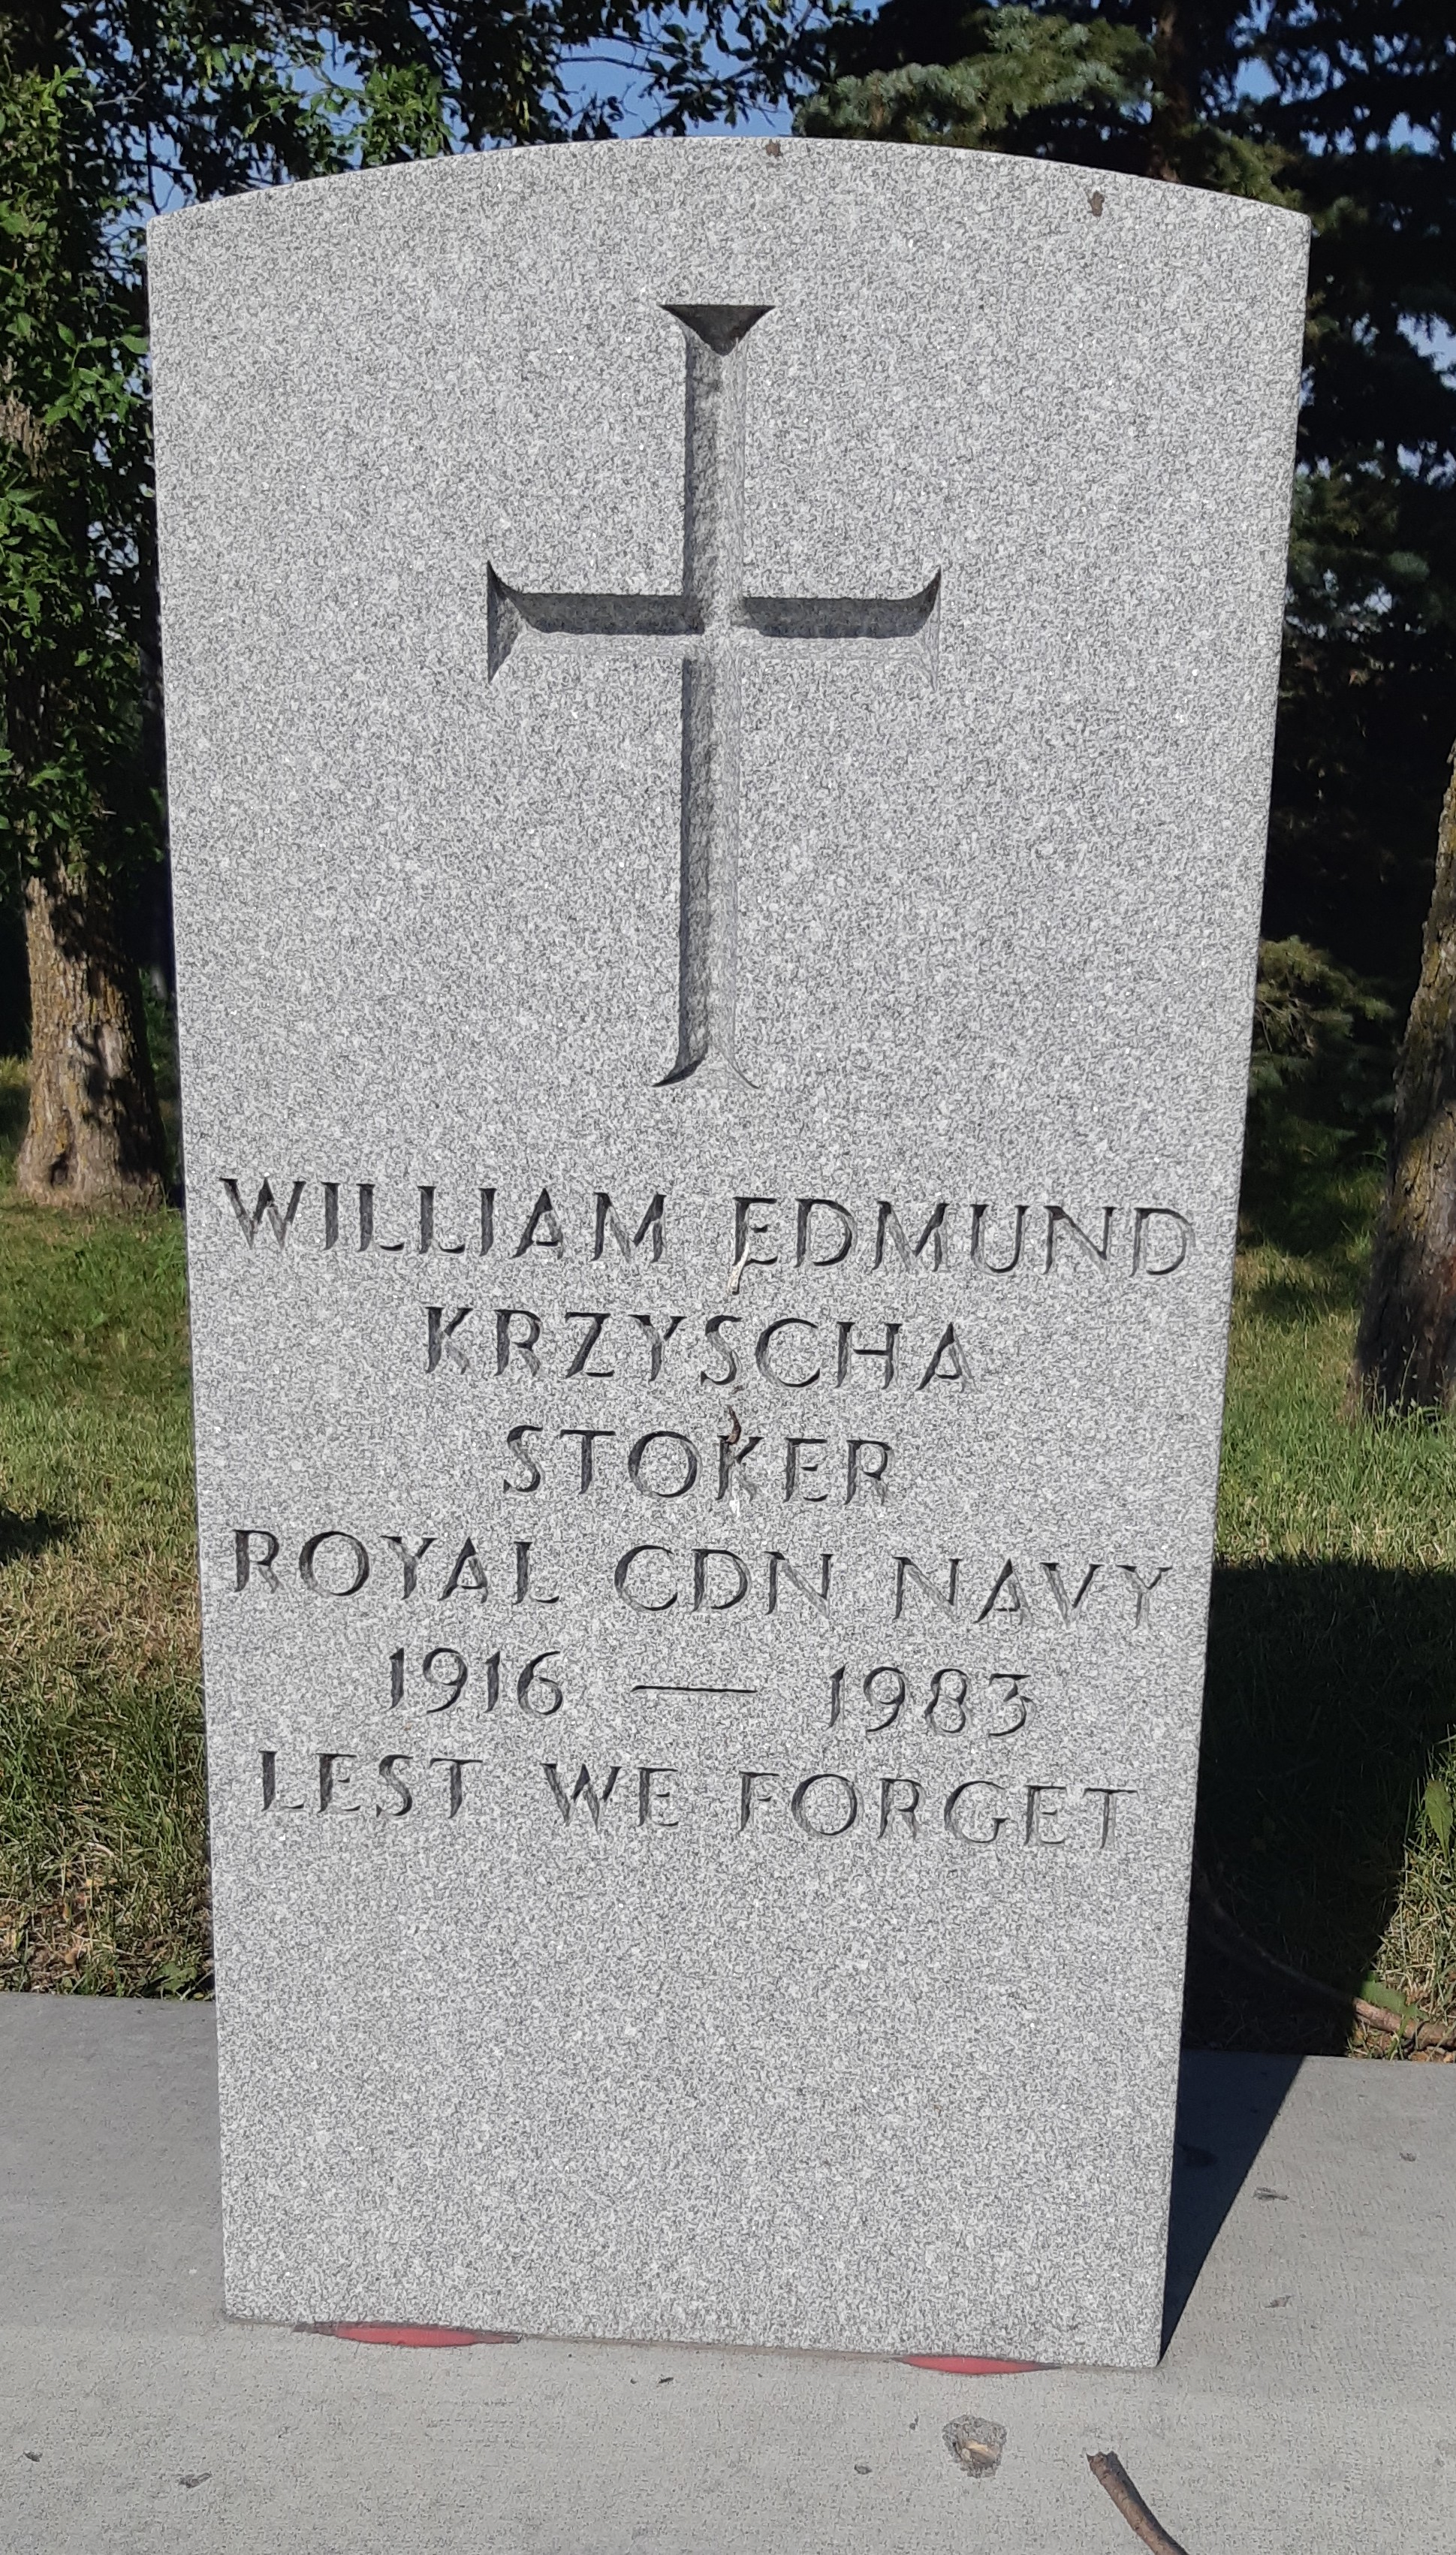 WILLIAM EDMUND
KRZYSCHA
STOKER
ROYAL CDN NAVY
1916 — 1983
LEST WE FORGET